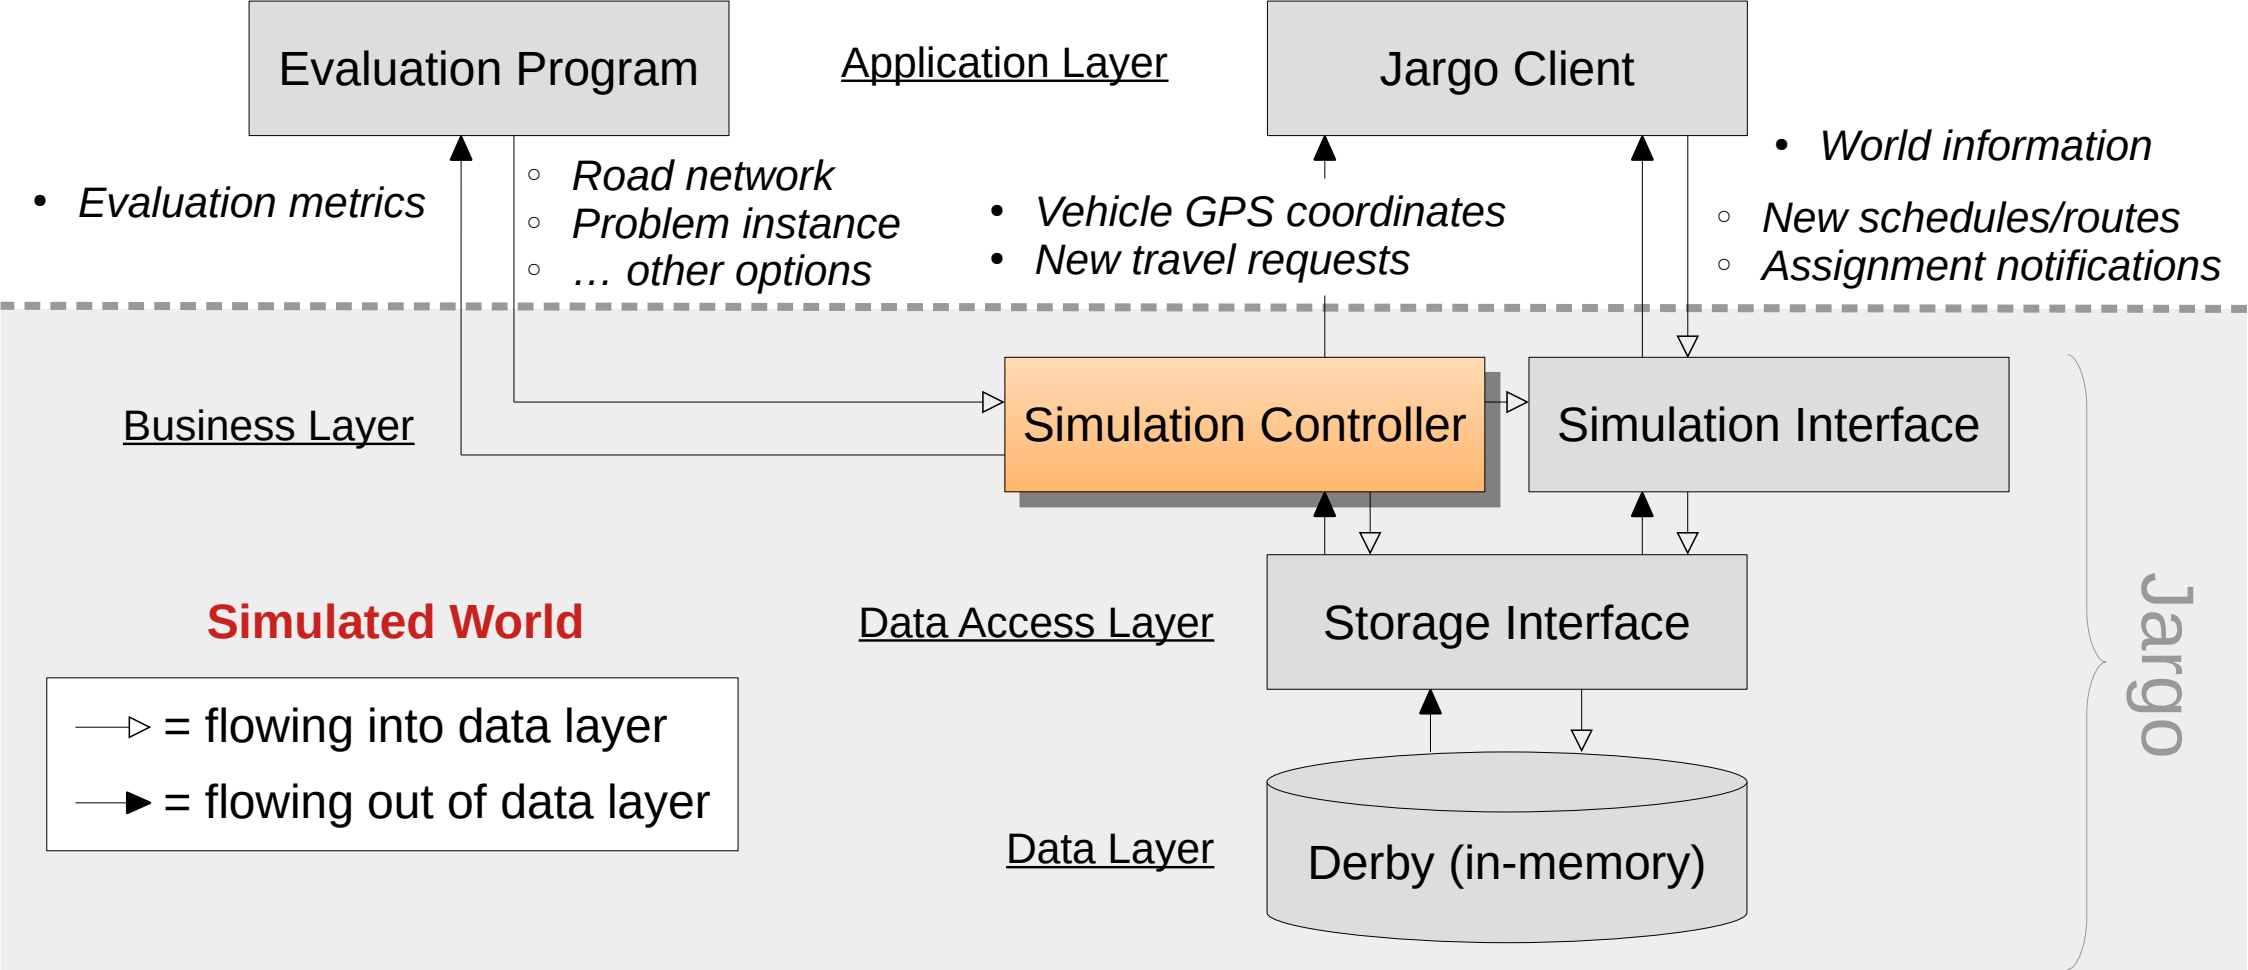 Evaluation Program
Application Layer
Jargo Client
• Evaluation metrics
○ Road network
○ Problem instance
○ … other options
• Vehicle GPS coordinates
• New travel requests
• World information
○ New schedules/routes
○ Assignment notifications
Business Layer
Simulation Controller
Simulation Interface
Simulated World
Data Access Layer
Storage Interface
Jargo
= flowing into data layer
= flowing out of data layer
Data Layer
Derby (in-memory)